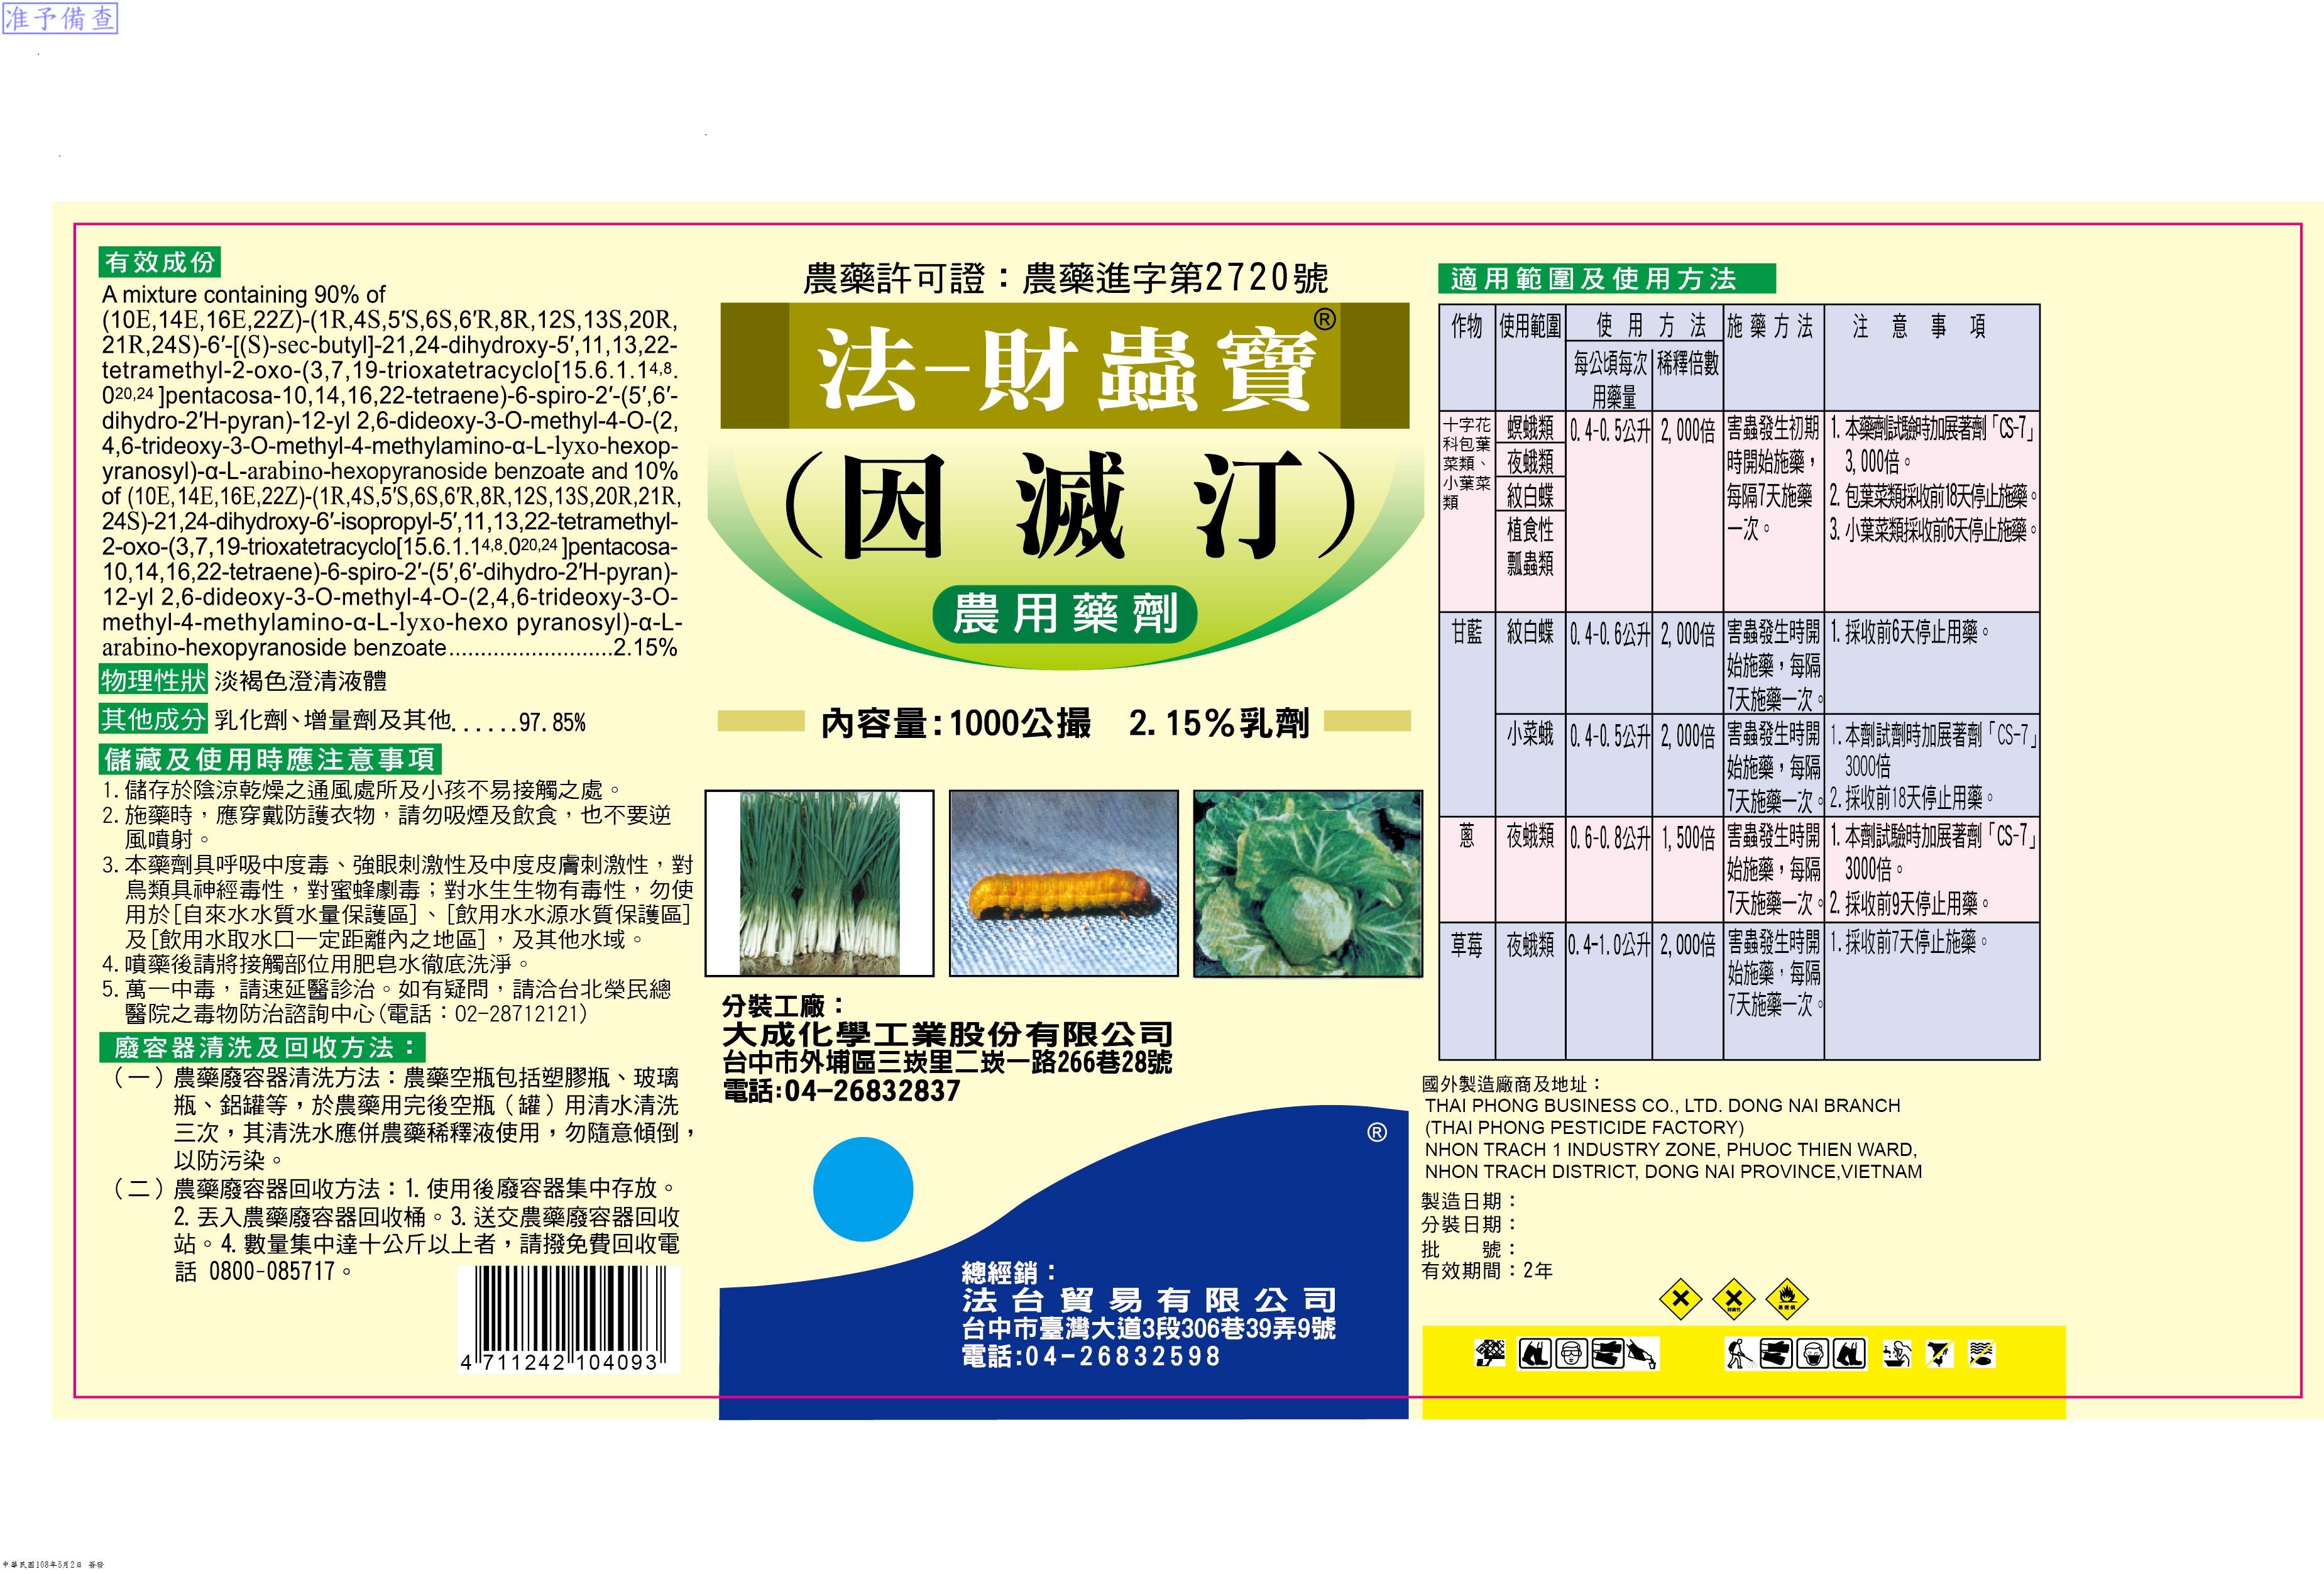 准予備查
有效成份
A mixture containing 90% of
(10E,14E,16E,22Z)-(1R,4S,5′S,6S,6′R,8R,12S,13S,20R,
21R,24S)-6′-[(S)-sec-butyl]-21,24-dihydroxy-5′,11,13,22-
tetramethyl-2-oxo-(3,7,19-trioxatetracyclo[15.6.1.1⁴,⁸.
0²⁰,²⁴]pentacosa-10,14,16,22-tetraene)-6-spiro-2′-(5′,6′-
dihydro-2′H-pyran)-12-yl 2,6-dideoxy-3-O-methyl-4-O-(2,
4,6-trideoxy-3-O-methyl-4-methylamino-α-L-lyxo-hexop-
yranosyl)-α-L-arabino-hexopyranoside benzoate and 10%
of (10E,14E,16E,22Z)-(1R,4S,5′S,6S,6′R,8R,12S,13S,20R,21R,
24S)-21,24-dihydroxy-6′-isopropyl-5′,11,13,22-tetramethyl-
2-oxo-(3,7,19-trioxatetracyclo[15.6.1.1⁴,⁸.0²⁰,²⁴]pentacosa-
10,14,16,22-tetraene)-6-spiro-2′-(5′,6′-dihydro-2′H-pyran)-
12-yl 2,6-dideoxy-3-O-methyl-4-O-(2,4,6-trideoxy-3-O-
methyl-4-methylamino-α-L-lyxo-hexo pyranosyl)-α-L-
arabino-hexopyranoside benzoate..........................2.15%
物理性狀 淡褐色澄清液體
其他成分 乳化劑、增量劑及其他......97.85%
儲藏及使用時應注意事項
1.儲存於陰涼乾燥之通風處所及小孩不易接觸之處。
2.施藥時，應穿戴防護衣物，請勿吸煙及飲食，也不要逆
風噴射。
3.本藥劑具呼吸中度毒、強眼刺激性及中度皮膚刺激性，對
鳥類具神經毒性，對蜜蜂劇毒；對水生生物有毒性，勿使
用於[自來水水質水量保護區]、[飲用水水源水質保護區]
及[飲用水取水口一定距離內之地區]，及其他水域。
4.噴藥後請將接觸部位用肥皂水徹底洗淨。
5.萬一中毒，請速延醫診治。如有疑問，請洽台北榮民總
醫院之毒物防治諮詢中心(電話：02-28712121)
廢容器清洗及回收方法：
（一）農藥廢容器清洗方法：農藥空瓶包括塑膠瓶、玻璃
瓶、鋁罐等，於農藥用完後空瓶（罐）用清水清洗
三次，其清洗水應併農藥稀釋液使用，勿隨意傾倒，
以防污染。
（二）農藥廢容器回收方法：1.使用後廢容器集中存放。
2.丟入農藥廢容器回收桶。3.送交農藥廢容器回收
站。4.數量集中達十公斤以上者，請撥免費回收電
話 0800-085717。
4 711242 104093
農藥許可證：農藥進字第2720號
法-財蟲寶®
（因滅汀）
農用藥劑
內容量:1000公撮 2.15%乳劑
分裝工廠：
大成化學工業股份有限公司
台中市外埔區三崁里二崁一路266巷28號
電話:04-26832837
®
總經銷：
法台貿易有限公司
台中市臺灣大道3段306巷39弄9號
電話:04-26832598
適用範圍及使用方法
作物 使用範圍 使用方法 施藥方法 注意事項
每公頃每次 稀釋倍數
用藥量
十字花 螟蛾類 0.4-0.5公升 2,000倍 害蟲發生初期 1.本藥劑試驗時加展著劑「CS-7」
科包葉
菜類、 夜蛾類 時開始施藥， 3,000倍。
小葉菜 紋白蝶 每隔7天施藥 2.包葉菜類採收前18天停止施藥。
類 植食性 一次。 3.小葉菜類採收前6天停止施藥。
瓢蟲類
甘藍 紋白蝶 0.4-0.6公升 2,000倍 害蟲發生時開 1.採收前6天停止用藥。
始施藥，每隔
7天施藥一次。
小菜蛾 0.4-0.5公升 2,000倍 害蟲發生時開 1.本劑試劑時加展著劑「CS-7」
始施藥，每隔 3000倍
7天施藥一次。 2.採收前18天停止用藥。
蔥 夜蛾類 0.6-0.8公升 1,500倍 害蟲發生時開 1.本劑試驗時加展著劑「CS-7」
始施藥，每隔 3000倍。
7天施藥一次。 2.採收前9天停止用藥。
草莓 夜蛾類 0.4-1.0公升 2,000倍 害蟲發生時開 1.採收前7天停止施藥。
始施藥，每隔
7天施藥一次。
國外製造廠商及地址：
THAI PHONG BUSINESS CO., LTD. DONG NAI BRANCH
(THAI PHONG PESTICIDE FACTORY)
NHON TRACH 1 INDUSTRY ZONE, PHUOC THIEN WARD,
NHON TRACH DISTRICT, DONG NAI PROVINCE,VIETNAM
製造日期：
分裝日期：
批 號：
有效期間：2年
中華民國108年5月2日 簽發